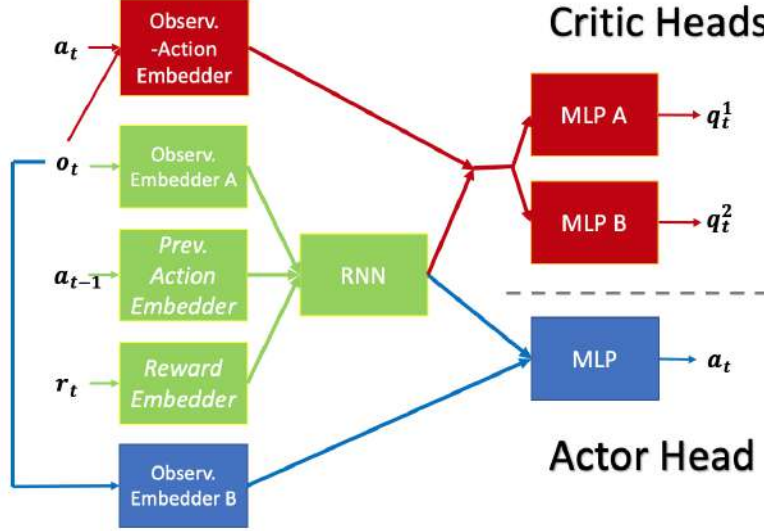 Observ.
-Action
Embedder
Critic Heads
a_t
MLP A
q_t^1
Observ.
Embedder A
o_t
MLP B
q_t^2
Prev.
Action
Embedder
a_{t-1}
RNN
MLP
a_t
Reward
Embedder
r_t
Observ.
Embedder B
Actor Head